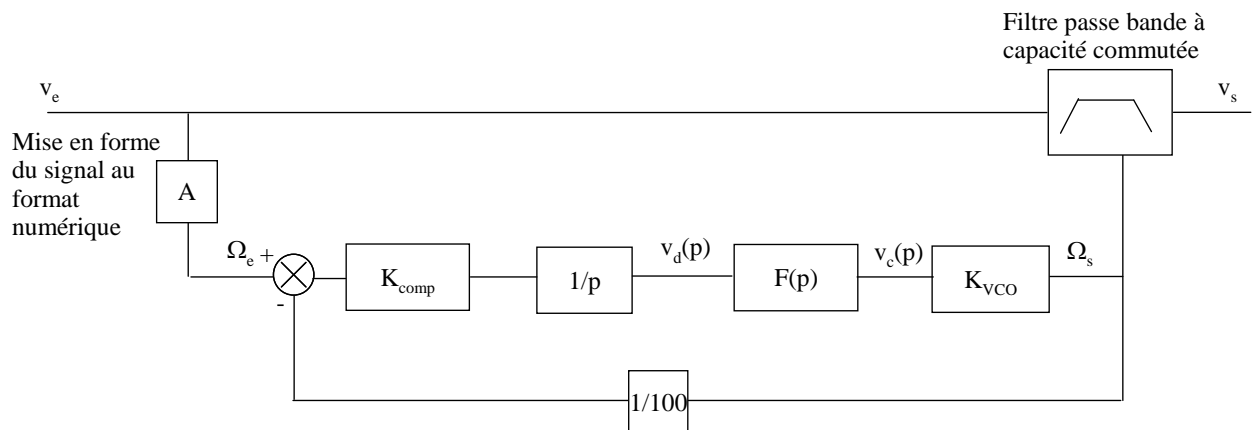 Filtre passe bande à
capacité commutée
v_e
v_s
Mise en forme
du signal au
format
numérique
A
Ω_e
+
-
K_comp
1/p
v_d(p)
F(p)
v_c(p)
K_VCO
Ω_s
1/100